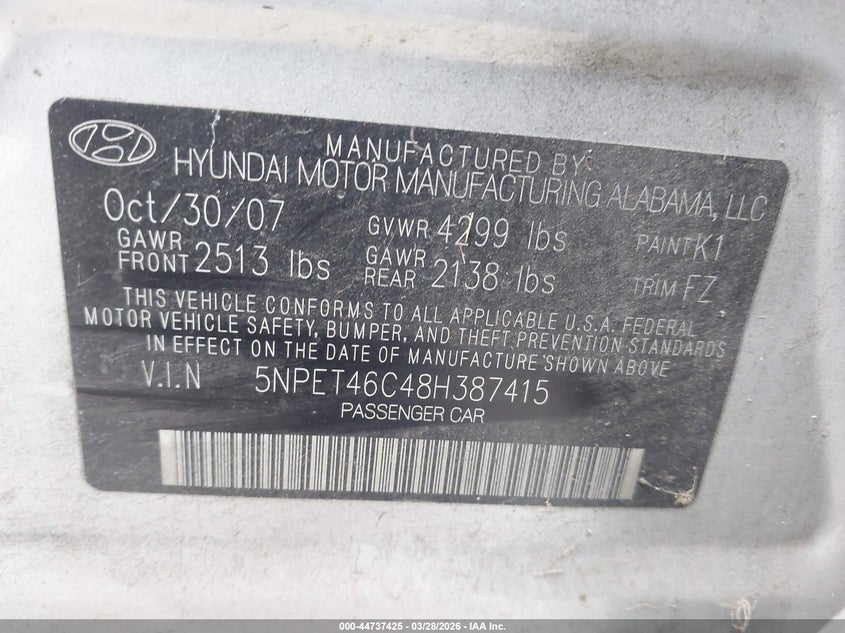 MANUFACTURED BY
HYUNDAI MOTOR MANUFACTURING ALABAMA, LLC
Oct/30/07 GVWR 4299 lbs PAINT K1
GAWR FRONT 2513 lbs GAWR REAR 2138 lbs TRIM FZ
THIS VEHICLE CONFORMS TO ALL APPLICABLE U.S.A. FEDERAL
MOTOR VEHICLE SAFETY, BUMPER, AND THEFT PREVENTION STANDARDS
IN EFFECT ON THE DATE OF MANUFACTURE SHOWN ABOVE
V.I.N 5NPET46C48H387415
PASSENGER CAR
000-44737425 | 03/28/2026 - IAA Inc.